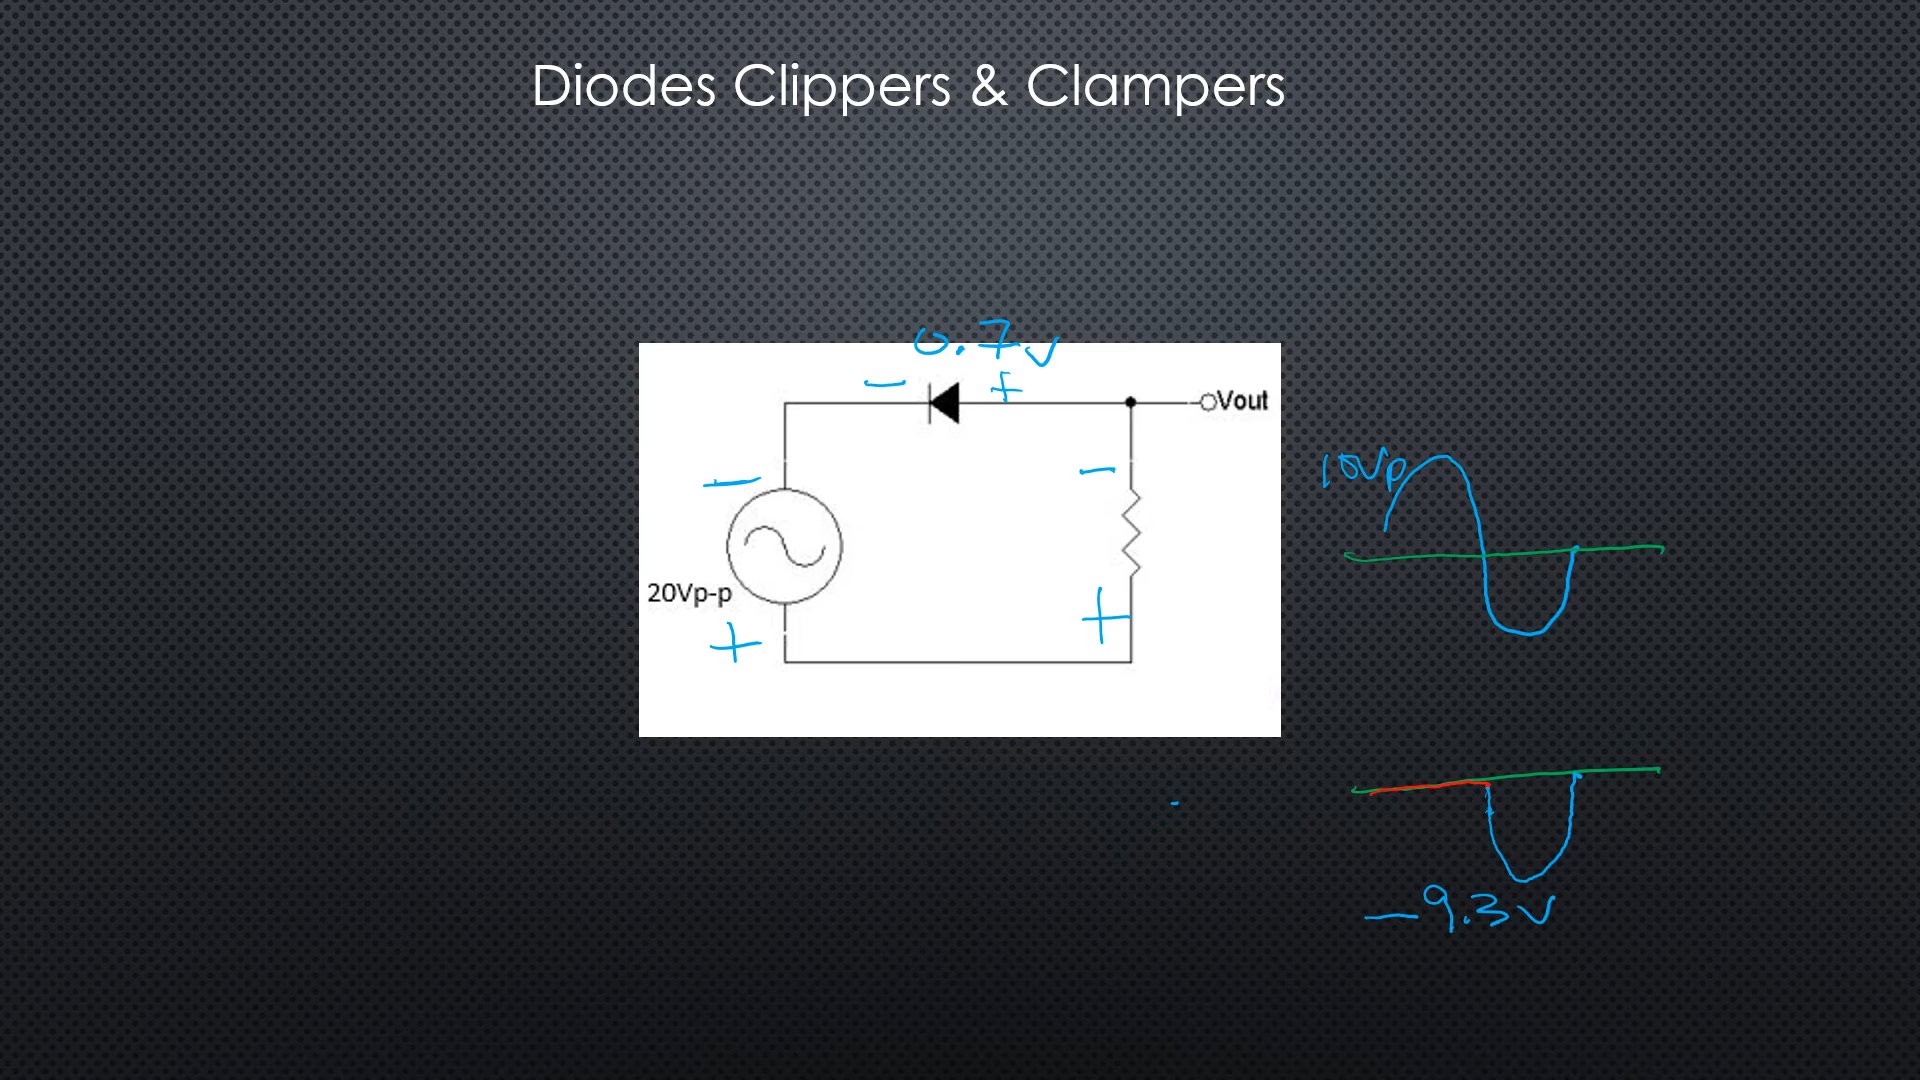 Diodes Clippers & Clampers
0.7v
- +
Vout
- -
10Vp
20Vp-p
+ +
-9.3v